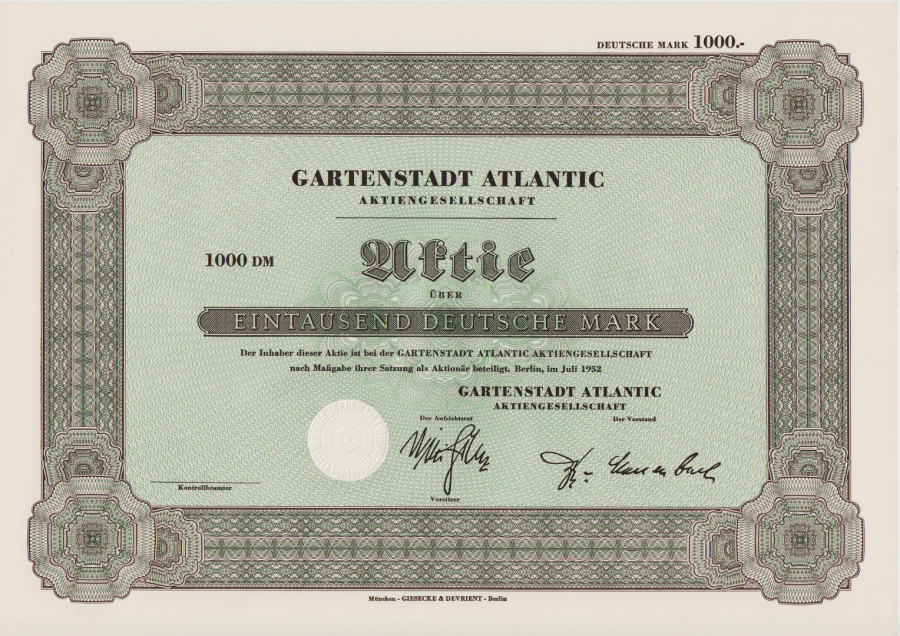 DEUTSCHE MARK 1000.-
GARTENSTADT ATLANTIC
AKTIENGESELLSCHAFT
1000 DM
Aktie
ÜBER
EINTAUSEND DEUTSCHE MARK
Der Inhaber dieser Aktie ist bei der GARTENSTADT ATLANTIC AKTIENGESELLSCHAFT
nach Maßgabe ihrer Satzung als Aktionär beteiligt. Berlin, im Juli 1952
GARTENSTADT ATLANTIC
AKTIENGESELLSCHAFT
Der Aufsichtsrat
Der Vorstand
Kontrollbeamter
Vorsitzer
München - GIESECKE & DEVRIENT - Berlin